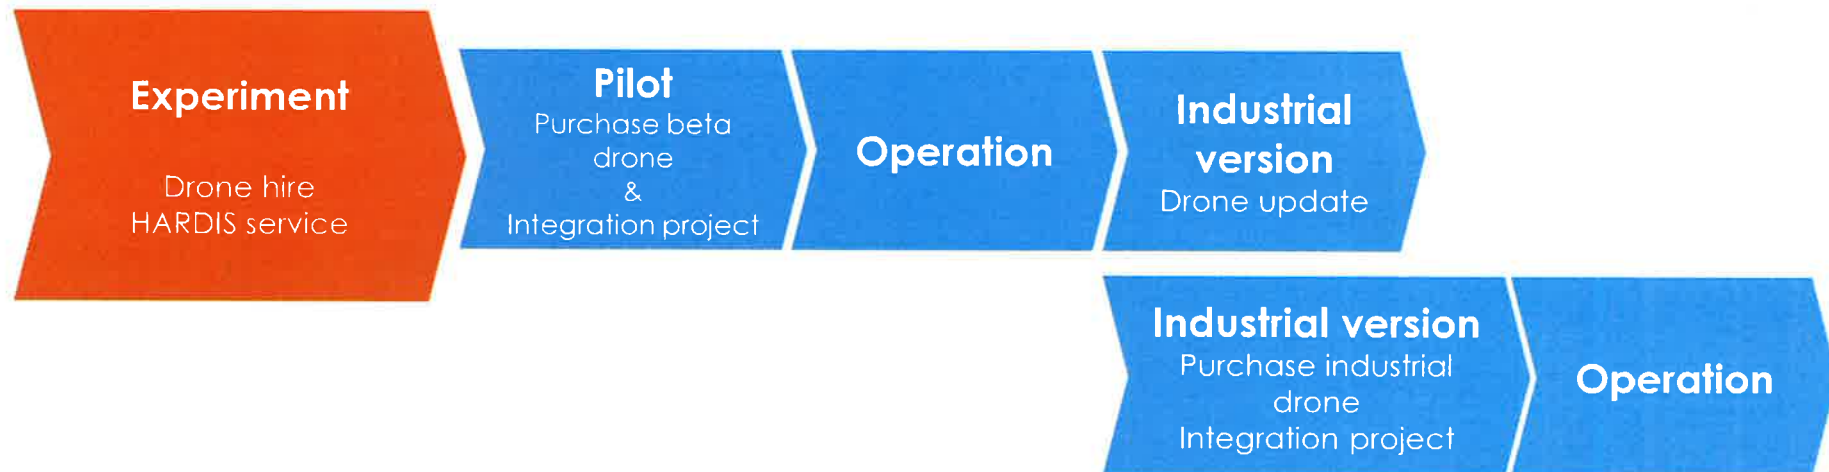 Experiment
Drone hire
HARDIS service
Pilot
Purchase beta
drone
&
Integration project
Operation
Industrial
version
Drone update
Industrial version
Purchase industrial
drone
Integration project
Operation